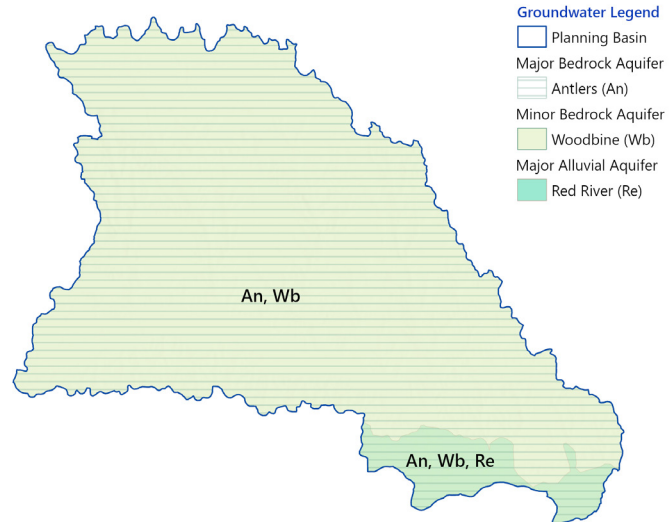 Groundwater Legend
Planning Basin
Major Bedrock Aquifer
Antlers (An)
Minor Bedrock Aquifer
Woodbine (Wb)
Major Alluvial Aquifer
Red River (Re)
An, Wb
An, Wb, Re